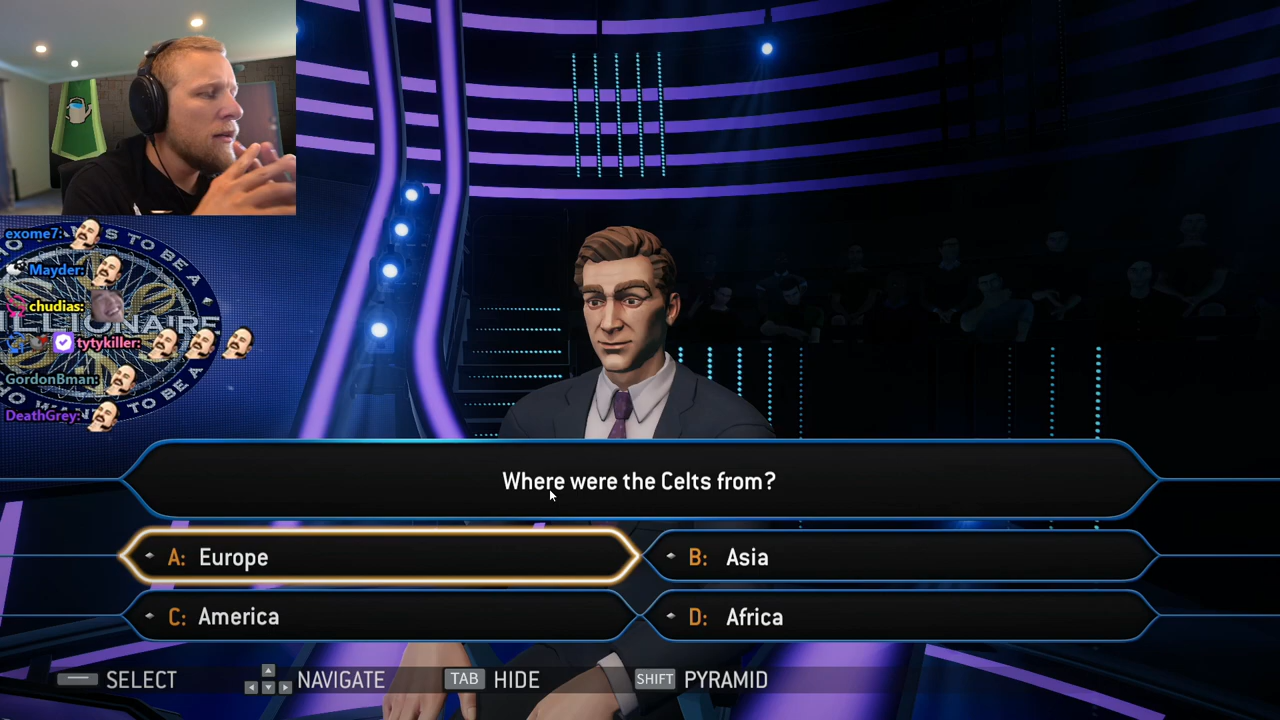 exome7:
Mayder:
chudias:
MILLIONAIRE
tytykiller:
GordonBman:
DeathGrey:
Where were the Celts from?
A: Europe
B: Asia
C: America
D: Africa
SELECT
NAVIGATE
TAB HIDE
SHIFT PYRAMID